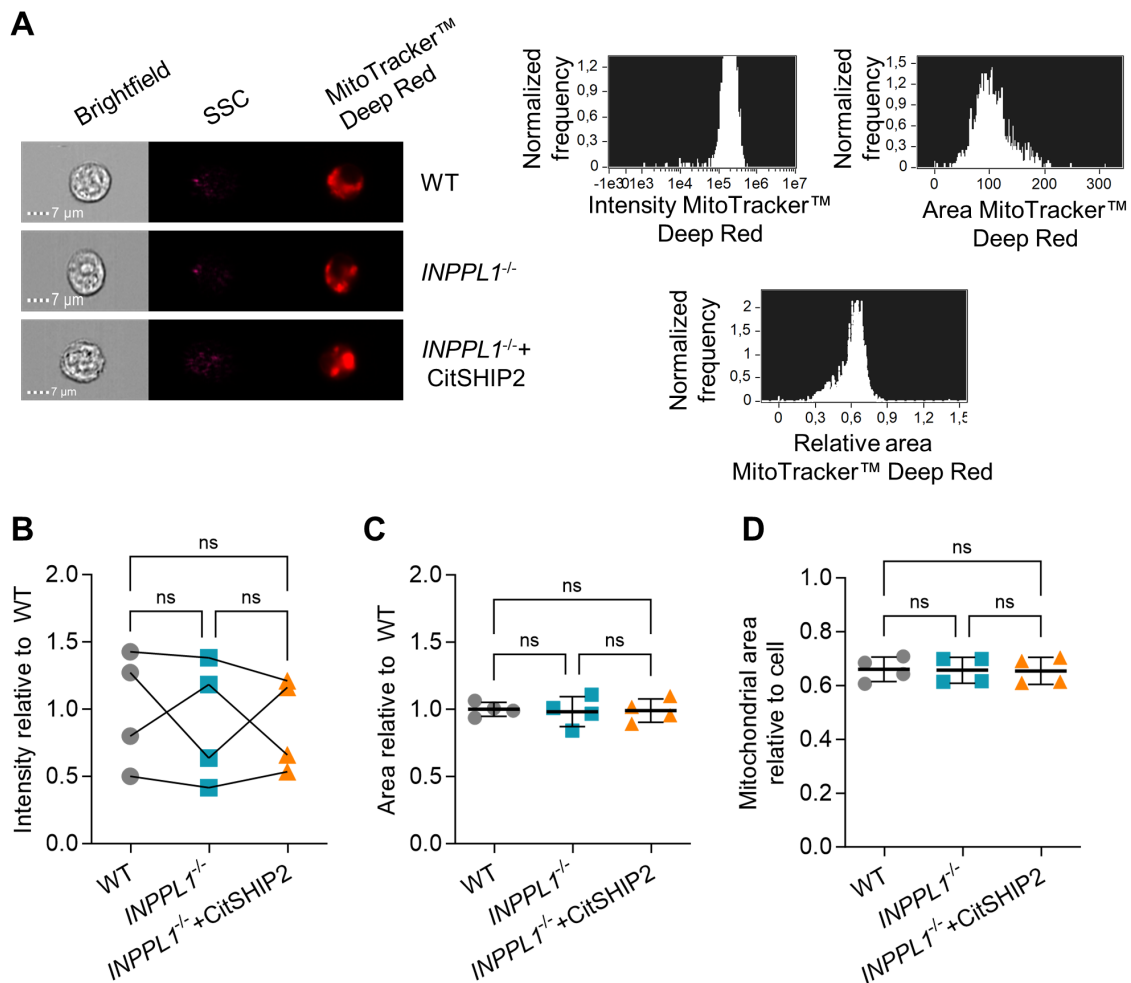 A
Brightfield
SSC
MitoTracker™
Deep Red
7 µm
WT
7 µm
INPPL1-/-
7 µm
INPPL1-/-+
CitSHIP2
Normalized
frequency
1,2
0,9
0,6
0,3
0
-1e3 0 1e3 1e4 1e5 1e6 1e7
Intensity MitoTracker™
Deep Red
Normalized
frequency
1,5
1,2
0,9
0,6
0,3
0
0 100 200 300
Area MitoTracker™
Deep Red
Normalized
frequency
2
1,5
1
0,5
0
0 0,3 0,6 0,9 1,2 1,5
Relative area
MitoTracker™ Deep Red
B
Intensity relative to WT
2.0
1.5
1.0
0.5
0.0
ns
ns
ns
WT
INPPL1-/-
INPPL1-/-+CitSHIP2
C
Area relative to WT
2.0
1.5
1.0
0.5
0.0
ns
ns
ns
WT
INPPL1-/-
INPPL1-/-+CitSHIP2
D
Mitochondrial area
relative to cell
1.0
0.8
0.6
0.4
0.2
0.0
ns
ns
ns
WT
INPPL1-/-
INPPL1-/-+CitSHIP2